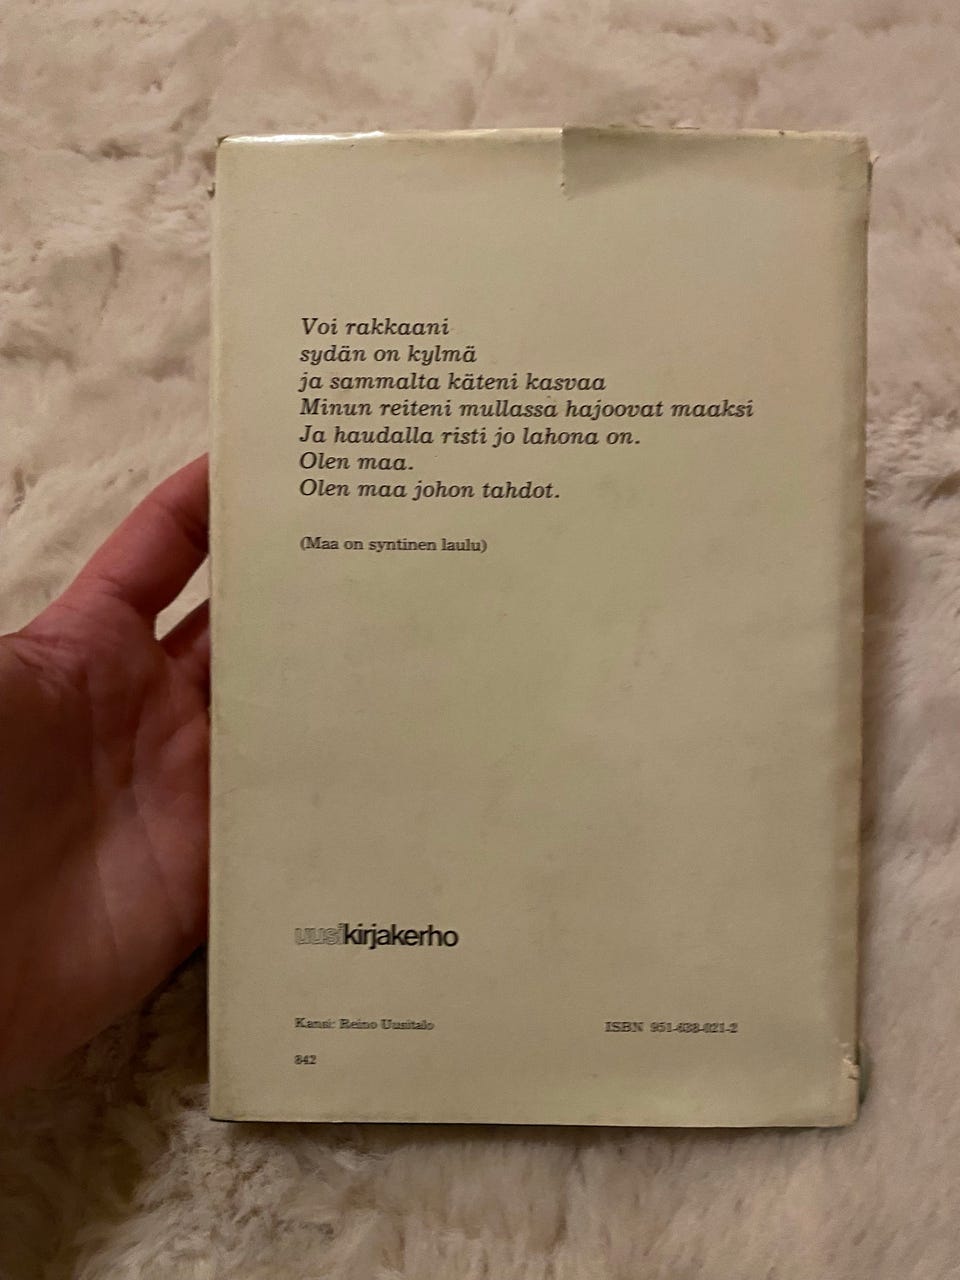 Voi rakkaani
sydän on kylmä
ja sammalta käteni kasvaa
Minun reiteni mullassa hajoovat maaksi
Ja haudalla risti jo lahona on.
Olen maa.
Olen maa johon tahdot.
(Maa on syntinen laulu)
uusikirjakerho
Kansi: Reino Uusitalo
ISBN 951-638-021-2
842